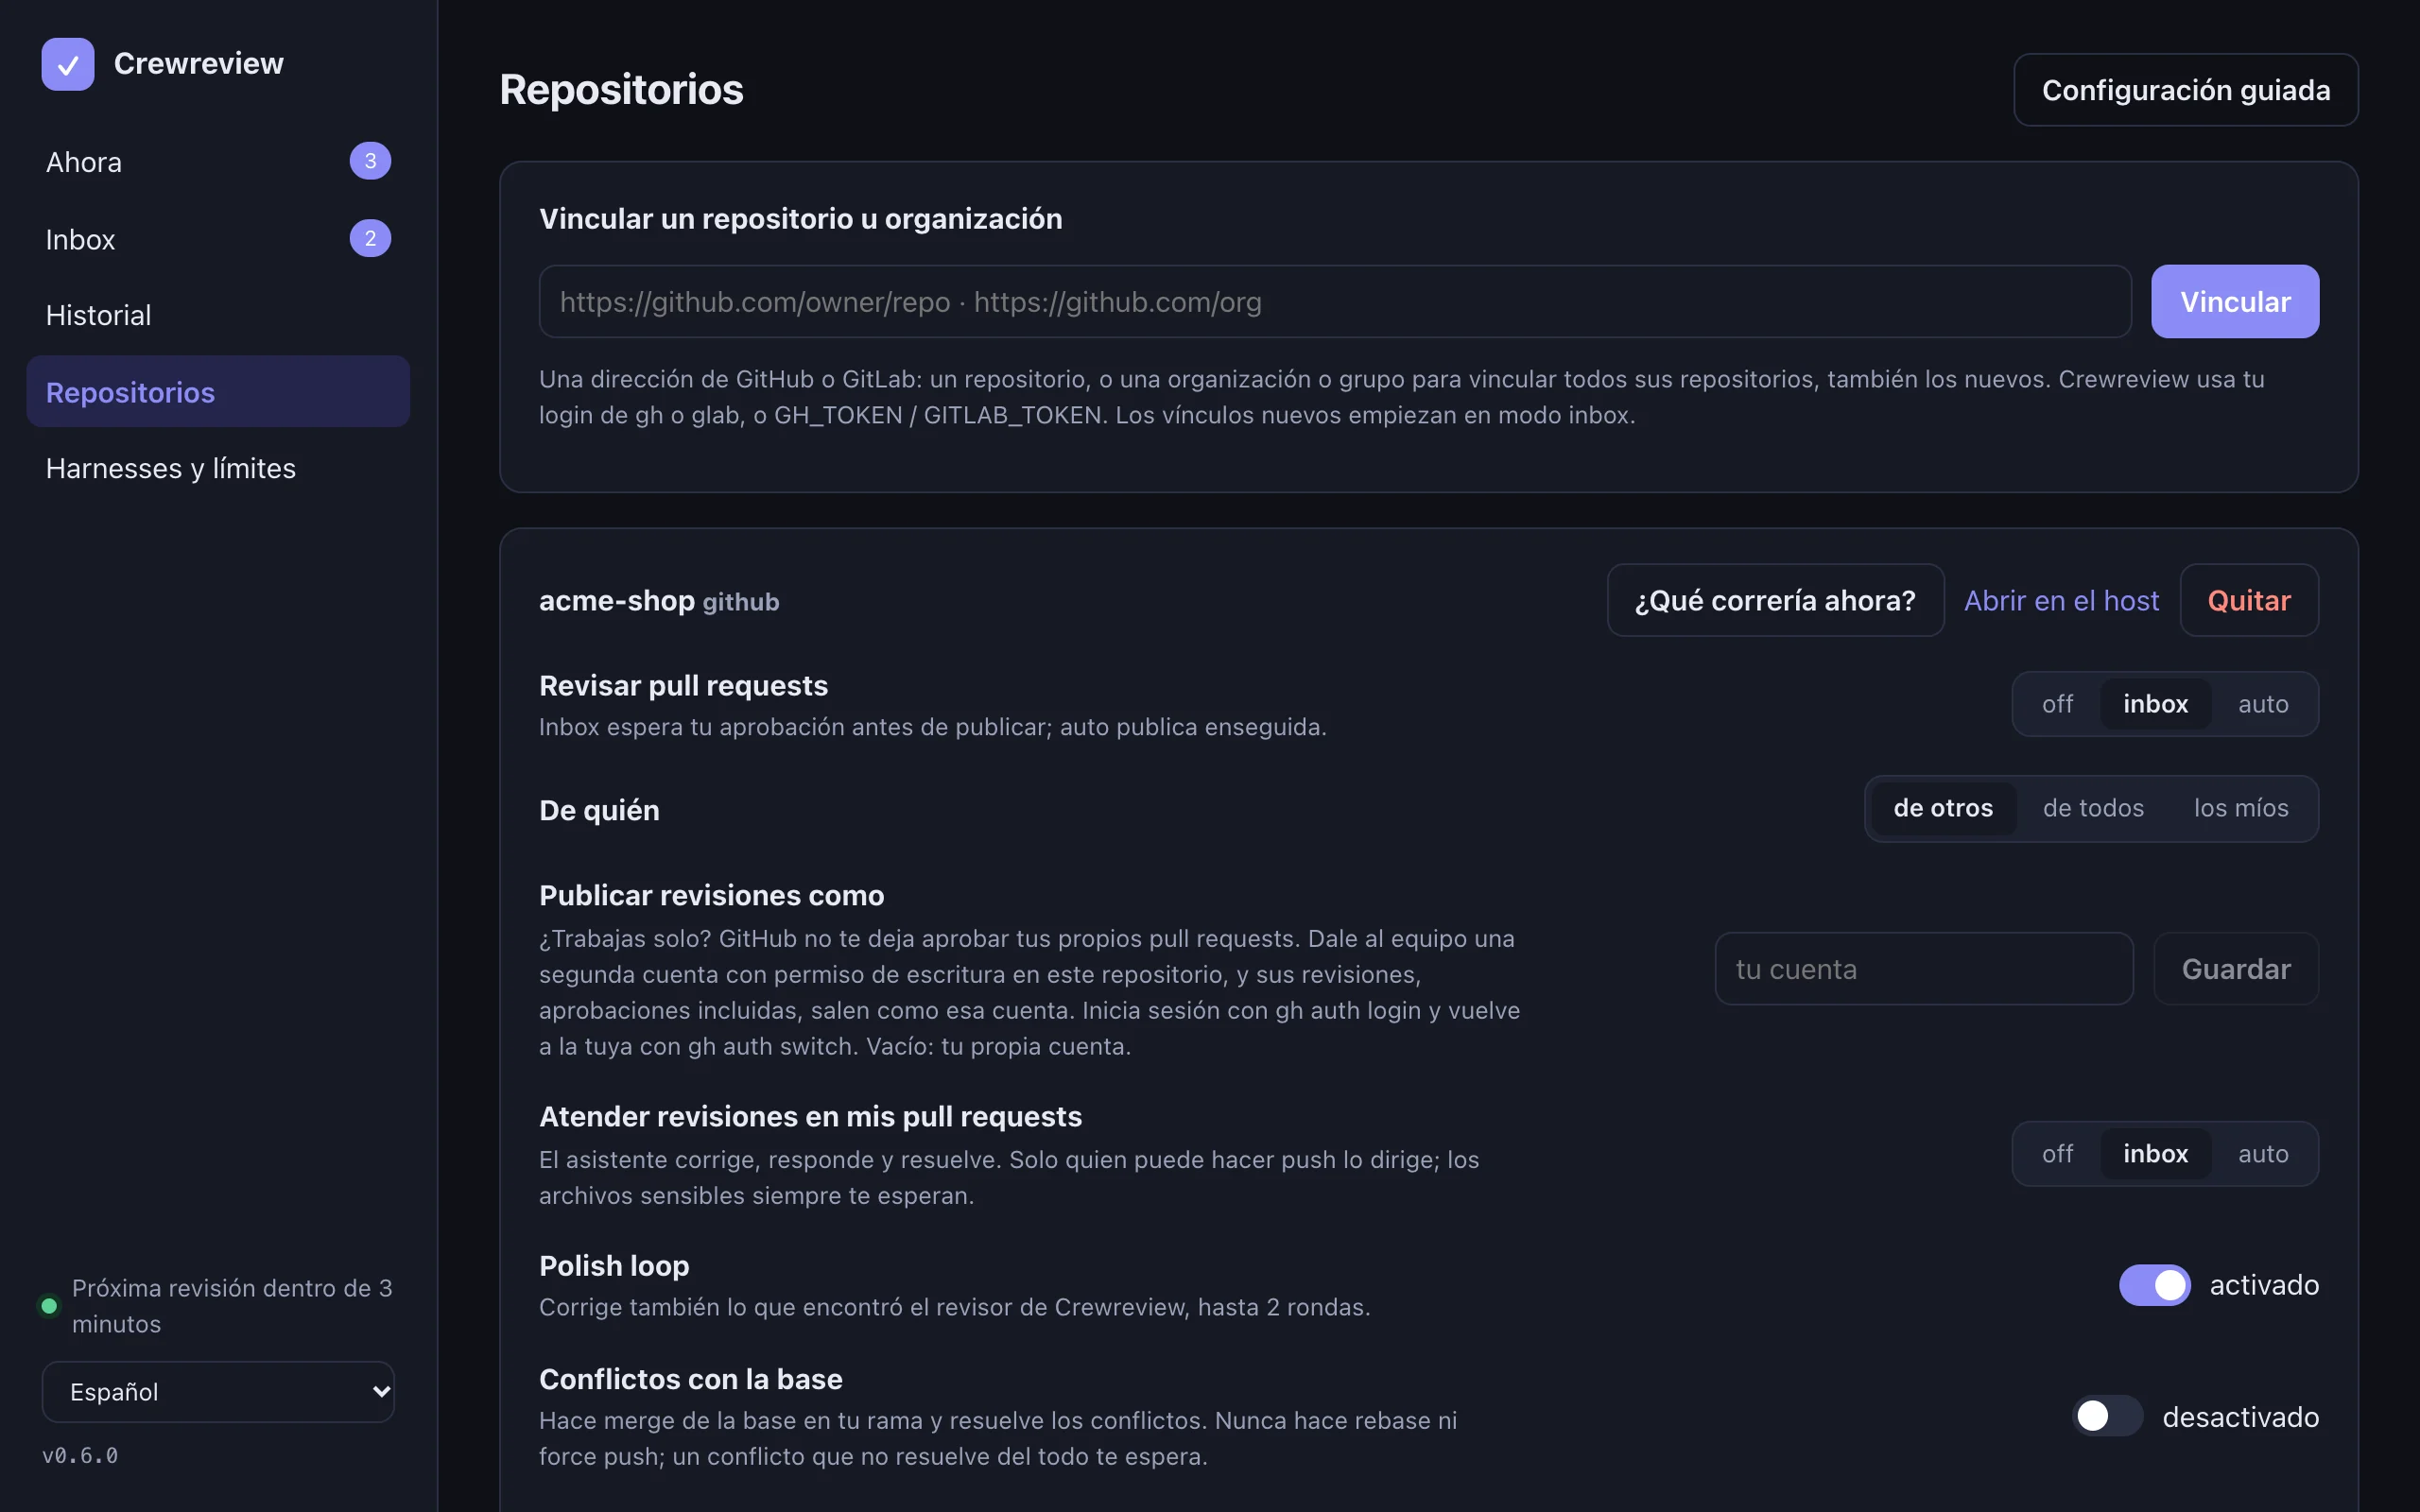 Crewreview
Ahora 3
Inbox 2
Historial
Repositorios
Harnesses y límites
Próxima revisión dentro de 3
minutos
Español
v0.6.0
Repositorios
Configuración guiada
Vincular un repositorio u organización
https://github.com/owner/repo · https://github.com/org
Vincular
Una dirección de GitHub o GitLab: un repositorio, o una organización o grupo para vincular todos sus repositorios, también los nuevos. Crewreview usa tu
login de gh o glab, o GH_TOKEN / GITLAB_TOKEN. Los vínculos nuevos empiezan en modo inbox.
acme-shop github
¿Qué correría ahora?
Abrir en el host
Quitar
Revisar pull requests
Inbox espera tu aprobación antes de publicar; auto publica enseguida.
off inbox auto
De quién
de otros de todos los míos
Publicar revisiones como
¿Trabajas solo? GitHub no te deja aprobar tus propios pull requests. Dale al equipo una
segunda cuenta con permiso de escritura en este repositorio, y sus revisiones,
aprobaciones incluidas, salen como esa cuenta. Inicia sesión con gh auth login y vuelve
a la tuya con gh auth switch. Vacío: tu propia cuenta.
tu cuenta
Guardar
Atender revisiones en mis pull requests
El asistente corrige, responde y resuelve. Solo quien puede hacer push lo dirige; los
archivos sensibles siempre te esperan.
off inbox auto
Polish loop
Corrige también lo que encontró el revisor de Crewreview, hasta 2 rondas.
activado
Conflictos con la base
Hace merge de la base en tu rama y resuelve los conflictos. Nunca hace rebase ni
force push; un conflicto que no resuelve del todo te espera.
desactivado